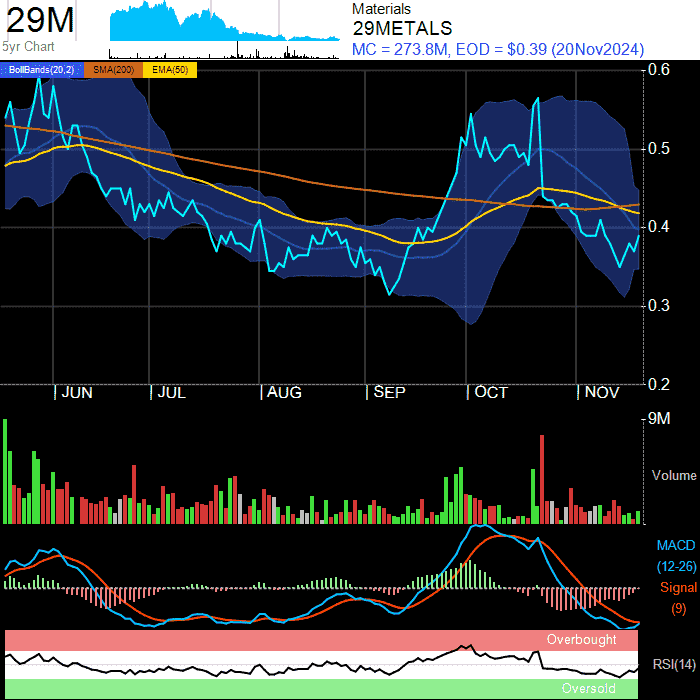 29M
5yr Chart
Materials
29METALS
MC = 273.8M, EOD = $0.39 (20Nov2024)
BollBands(20,2) SMA(200) EMA(50)
0.6
0.5
0.4
0.3
0.2
JUN JUL AUG SEP OCT NOV
9M
Volume
MACD
(12-26)
Signal
(9)
Overbought
RSI(14)
Oversold